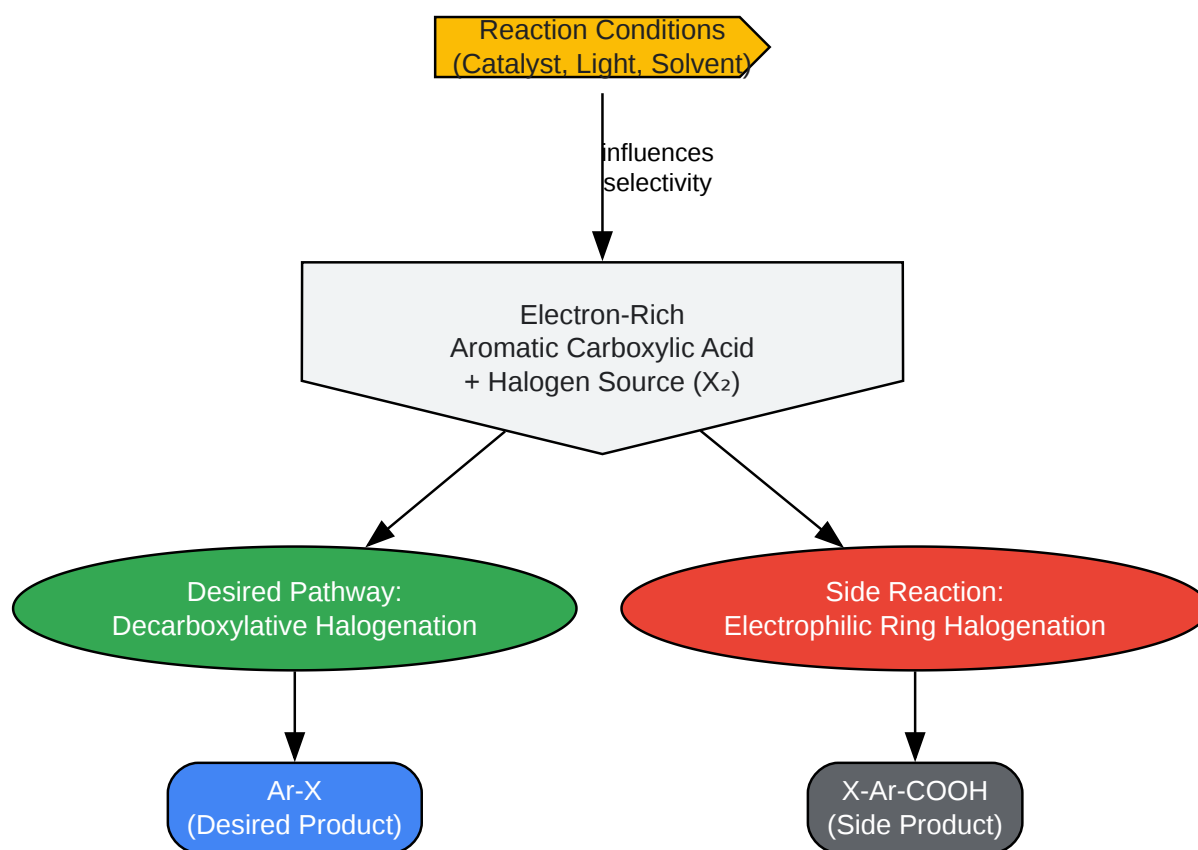 Reaction Conditions
(Catalyst, Light, Solvent)
influences
selectivity
Electron-Rich
Aromatic Carboxylic Acid
+ Halogen Source (X₂)
Desired Pathway:
Decarboxylative Halogenation
Side Reaction:
Electrophilic Ring Halogenation
Ar-X
(Desired Product)
X-Ar-COOH
(Side Product)